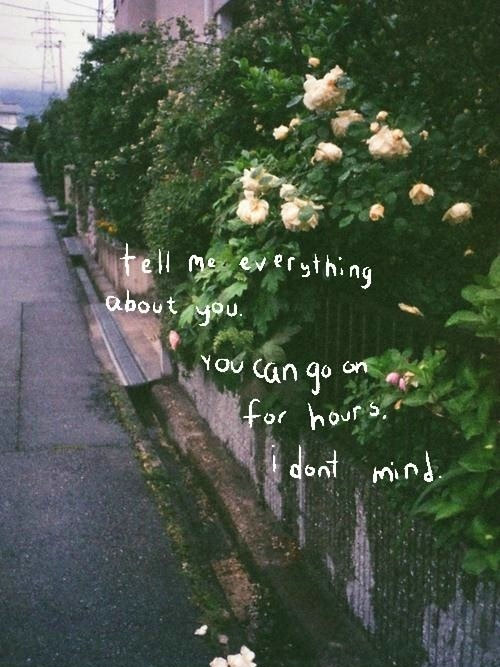 tell me everything
about you.
you can go on
for hours.
i dont mind.